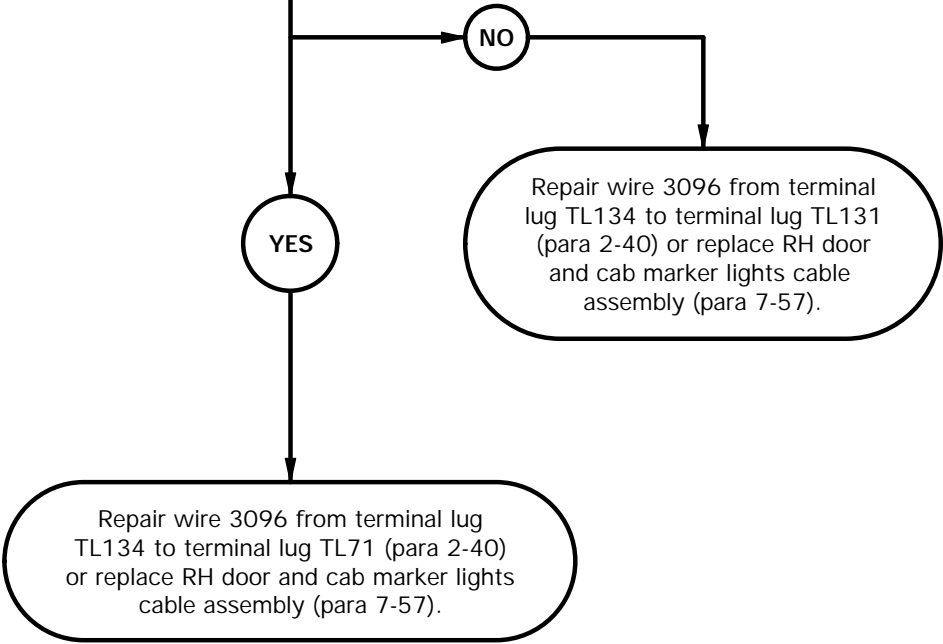 NO
Repair wire 3096 from terminal
lug TL134 to terminal lug TL131
(para 2-40) or replace RH door
and cab marker lights cable
assembly (para 7-57).
YES
Repair wire 3096 from terminal lug
TL134 to terminal lug TL71 (para 2-40)
or replace RH door and cab marker lights
cable assembly (para 7-57).